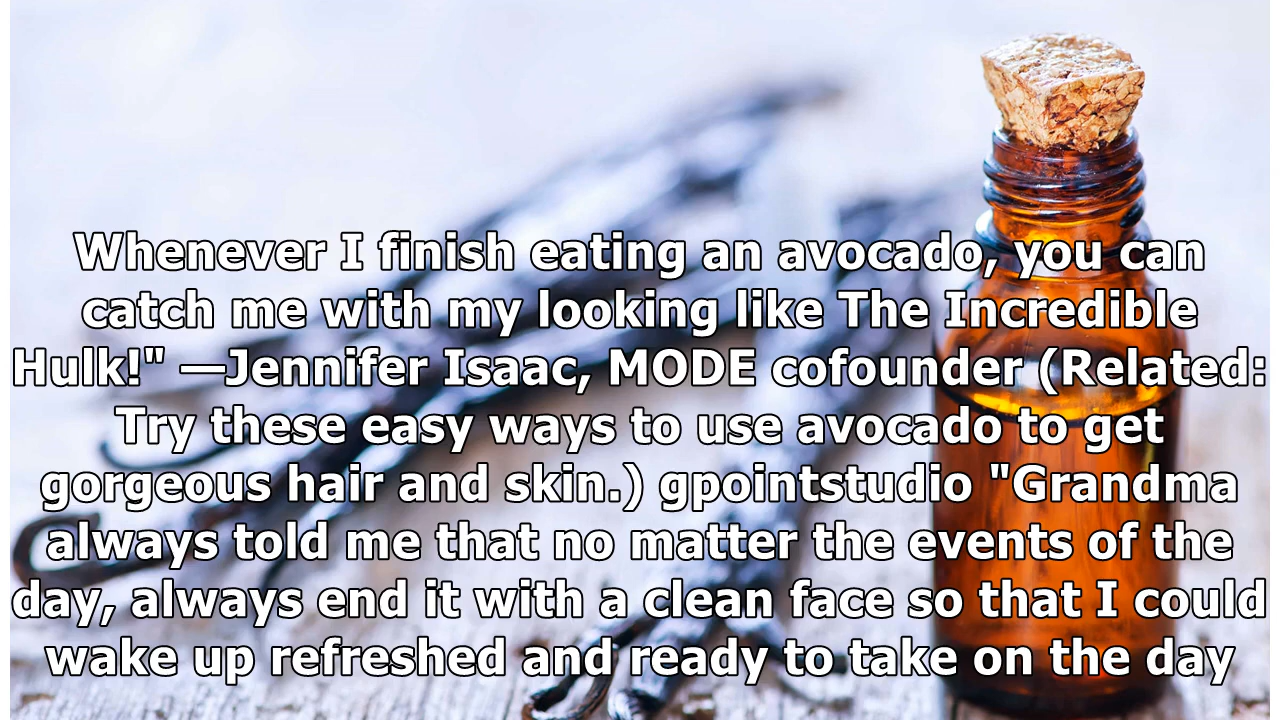 Whenever I finish eating an avocado, you can
catch me with my looking like The Incredible
Hulk!" —Jennifer Isaac, MODE cofounder (Related:
Try these easy ways to use avocado to get
gorgeous hair and skin.) gpointstudio "Grandma
always told me that no matter the events of the
day, always end it with a clean face so that I could
wake up refreshed and ready to take on the day